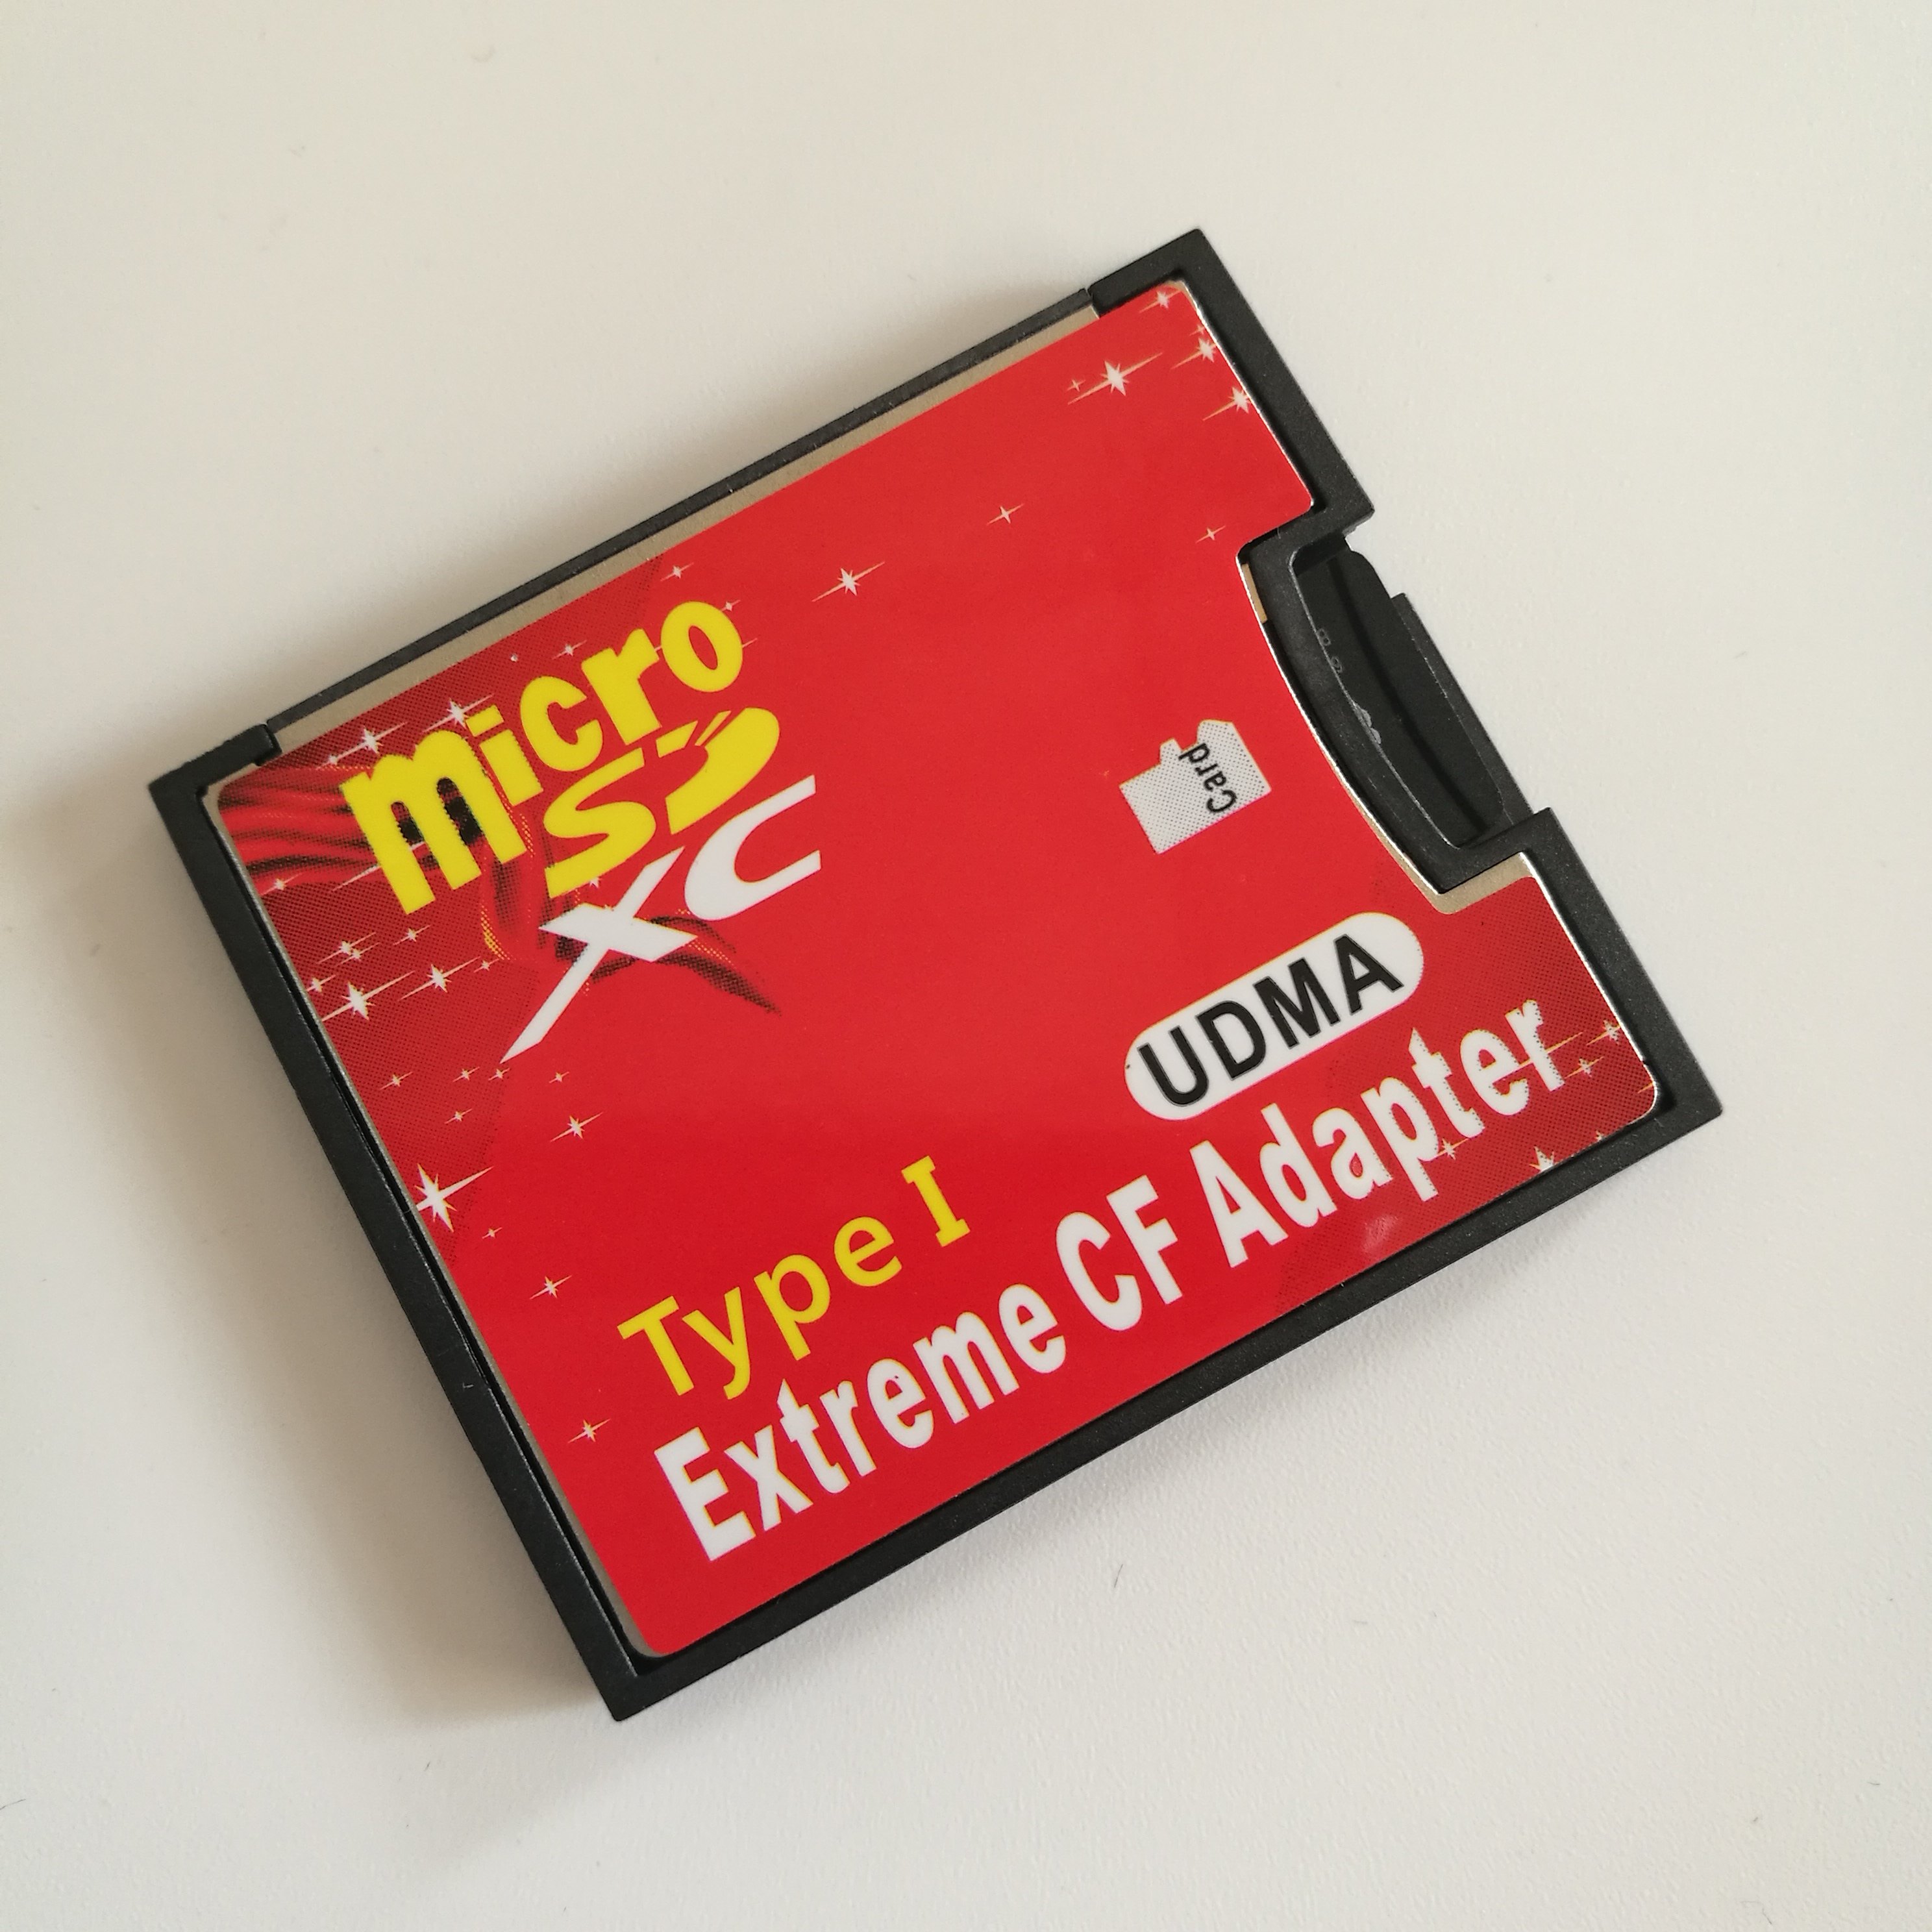 micro
SD
XC
Card
UDMA
Type I
Extreme CF Adapter